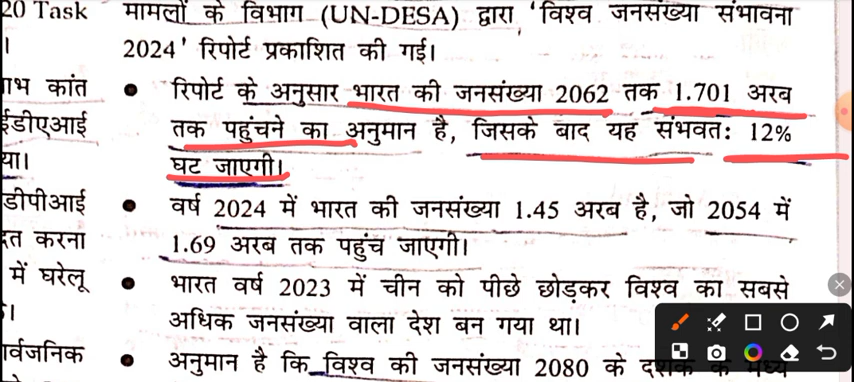 20 Task
।
ाभ कांत
ईडीएआई
या।
डीपीआई
दत करना
में घरेलू
र्वजनिक
मामलों के विभाग (UN-DESA) द्वारा 'विश्व जनसंख्या संभावना
2024' रिपोर्ट प्रकाशित की गई।
• रिपोर्ट के अनुसार भारत की जनसंख्या 2062 तक 1.701 अरब
तक पहुंचने का अनुमान है, जिसके बाद यह संभवतः 12%
घट जाएगी।
• वर्ष 2024 में भारत की जनसंख्या 1.45 अरब है, जो 2054 में
1.69 अरब तक पहुंच जाएगी।
• भारत वर्ष 2023 में चीन को पीछे छोड़कर विश्व का सबसे
अधिक जनसंख्या वाला देश बन गया था।
• अनुमान है कि विश्व की जनसंख्या 2080 के दशक के मध्य